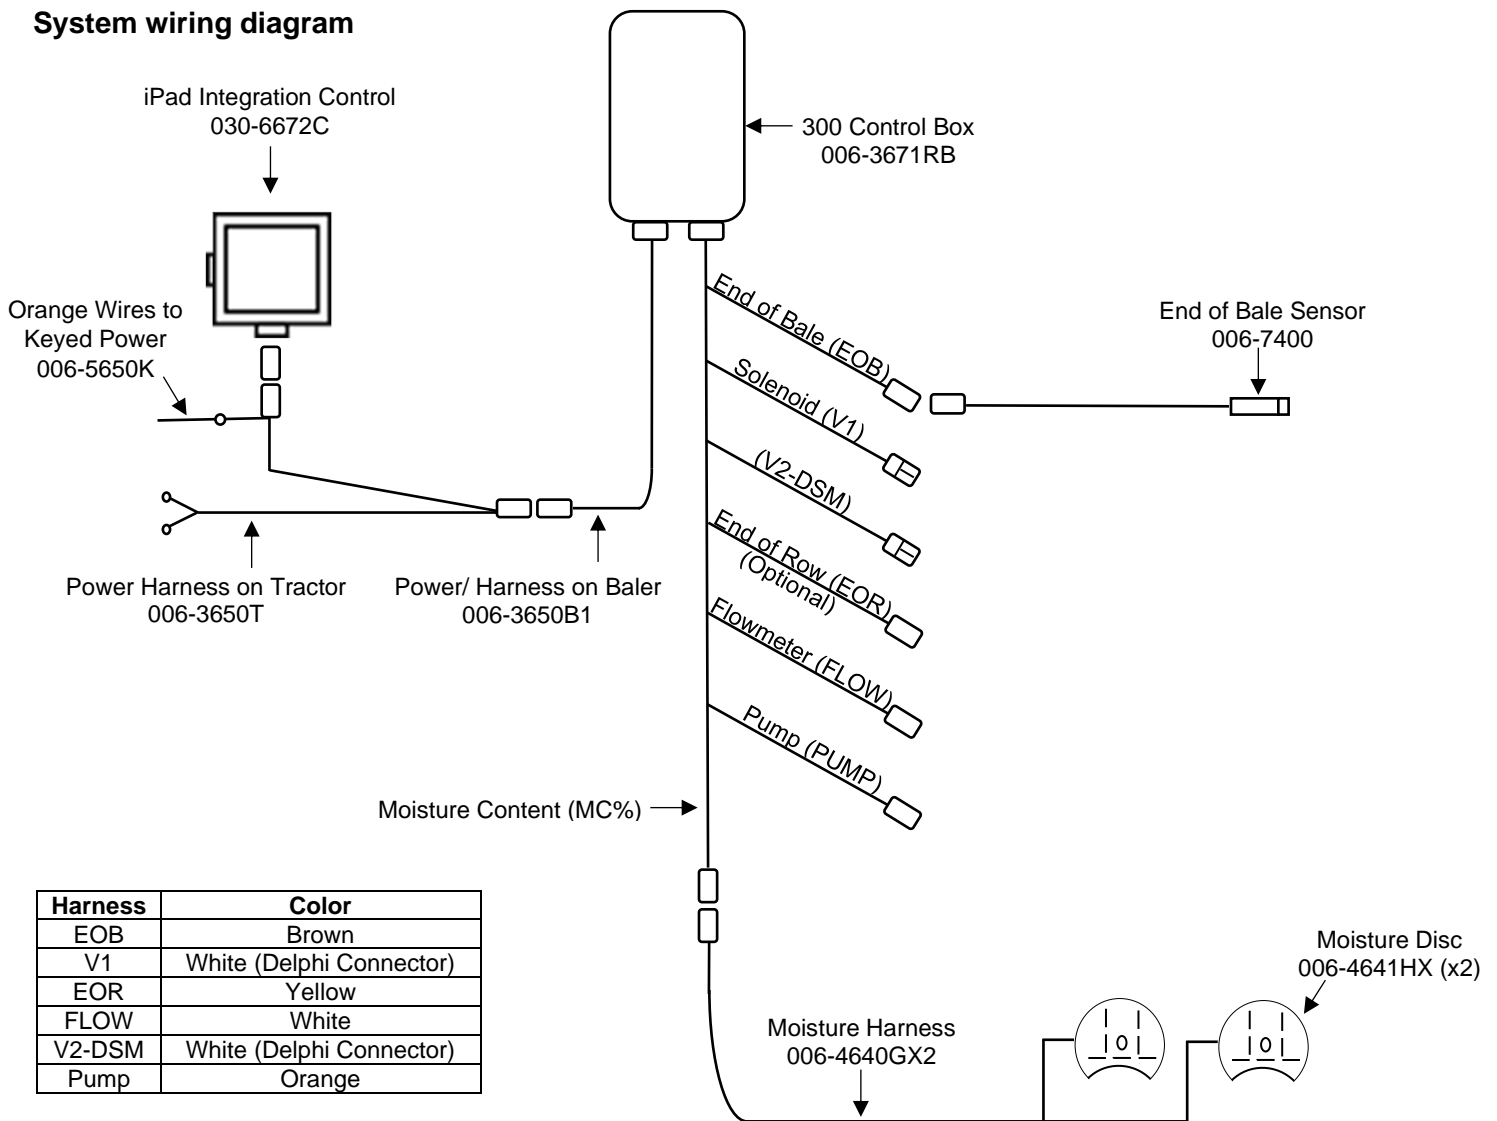 System wiring diagram
iPad Integration Control
030-6672C
300 Control Box
006-3671RB
Orange Wires to
Keyed Power
006-5650K
End of Bale Sensor
006-7400
End of Bale (EOB)
Solenoid (V1)
(V2-DSM)
End of Row (EOR)
(Optional)
Flowmeter (FLOW)
Pump (PUMP)
Power Harness on Tractor
006-3650T
Power/ Harness on Baler
006-3650B1
Moisture Content (MC%)
Harness Color
EOB Brown
V1 White (Delphi Connector)
EOR Yellow
FLOW White
V2-DSM White (Delphi Connector)
Pump Orange
Moisture Disc
006-4641HX (x2)
Moisture Harness
006-4640GX2